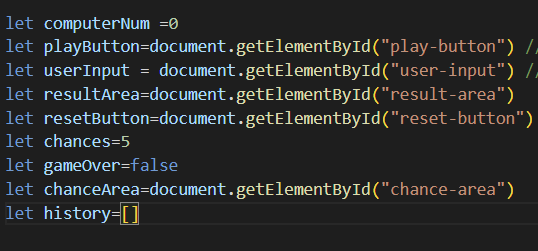 let computerNum =0
let playButton=document.getElementById("play-button") //
let userInput = document.getElementById("user-input") //
let resultArea=document.getElementById("result-area")
let resetButton=document.getElementById("reset-button")
let chances=5
let gameOver=false
let chanceArea=document.getElementById("chance-area")
let history=[]